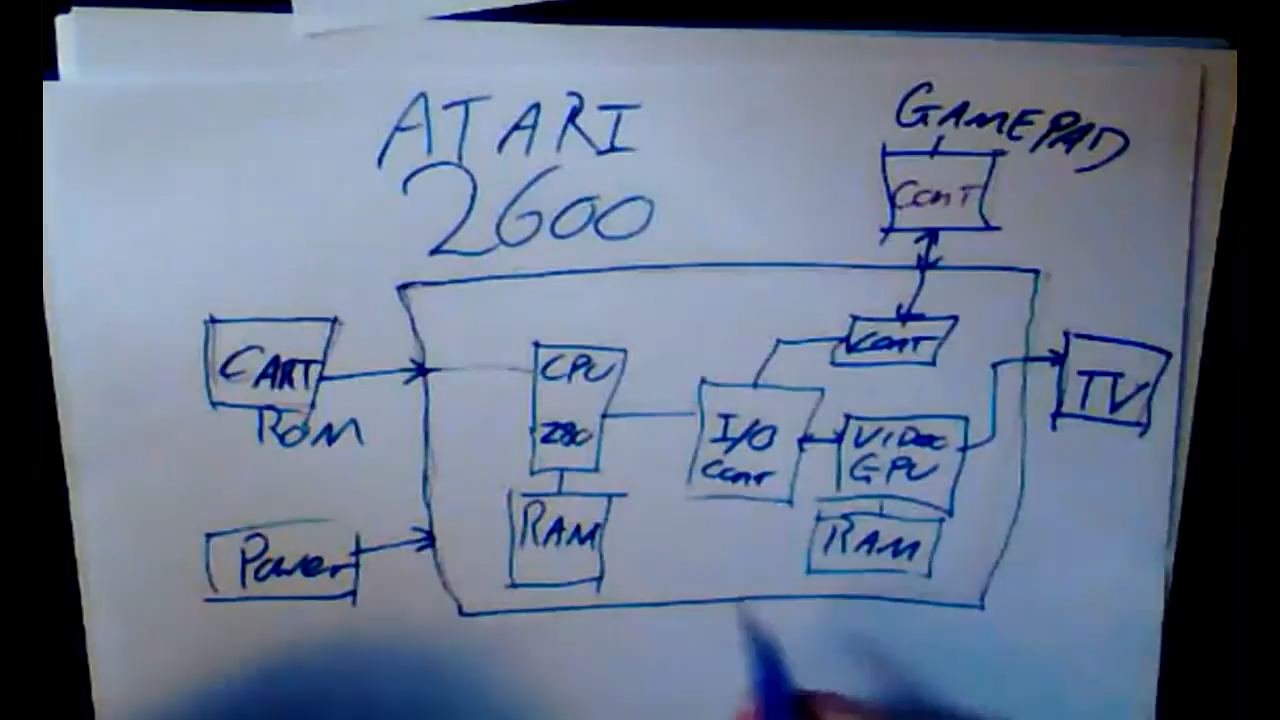 ATARI
2600
GAMEPAD
CONT
CART
ROM
CPU
Z80
RAM
I/O
CONT
CONT
VIDEO
GPU
RAM
TV
Power